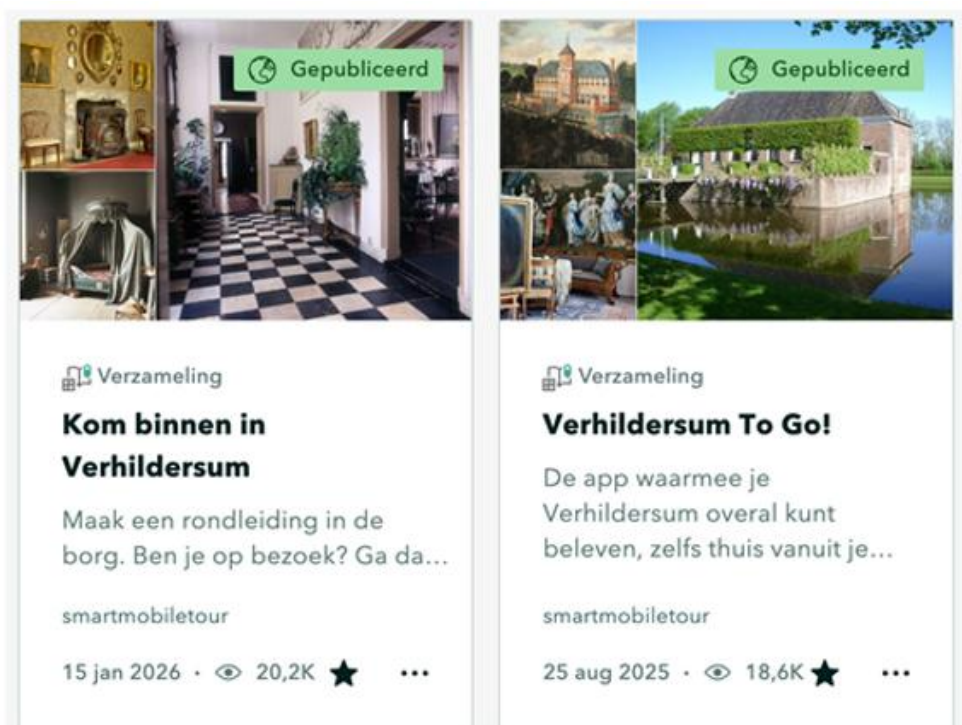 Gepubliceerd
Verzameling
Kom binnen in
Verhildersum
Maak een rondleiding in de
borg. Ben je op bezoek? Ga da...
smartmobiletour
15 jan 2026 · 20,2K
Gepubliceerd
Verzameling
Verhildersum To Go!
De app waarmee je
Verhildersum overal kunt
beleven, zelfs thuis vanuit je...
smartmobiletour
25 aug 2025 · 18,6K